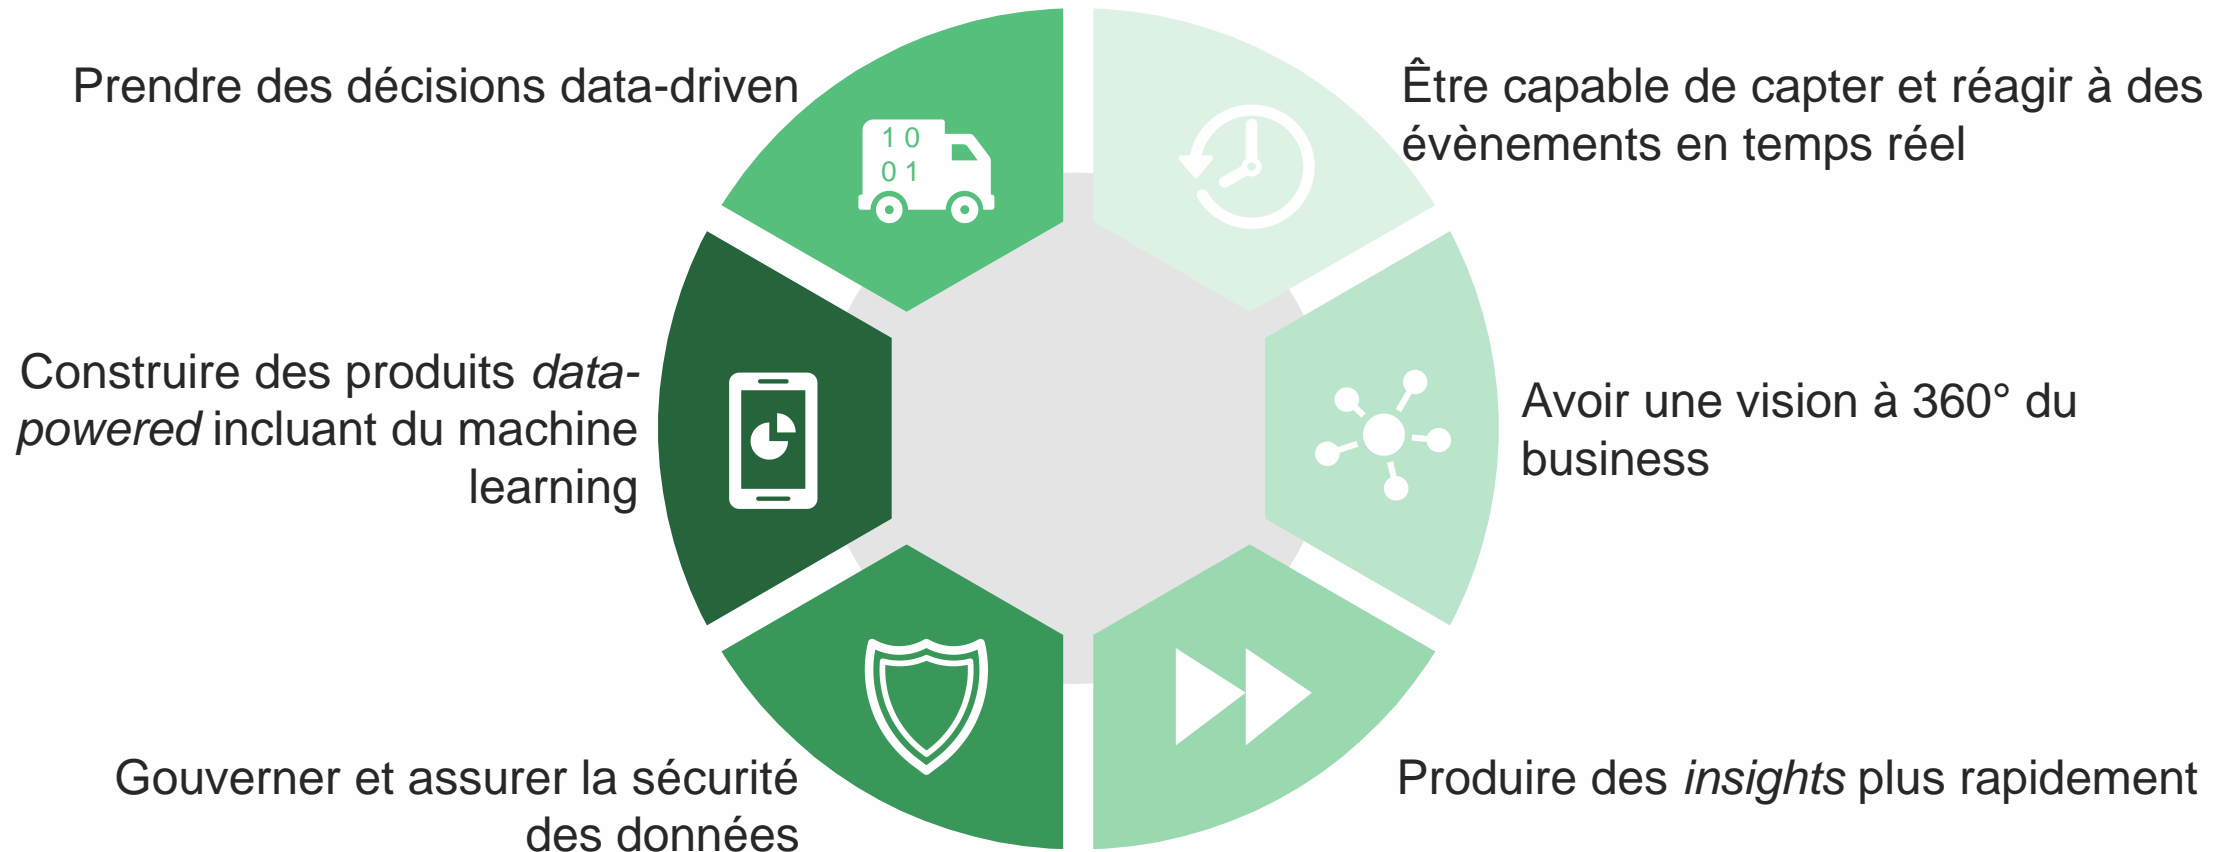 Prendre des décisions data-driven
1 0
0 1
Être capable de capter et réagir à des
évènements en temps réel
Construire des produits data-
powered incluant du machine
learning
Avoir une vision à 360° du
business
Gouverner et assurer la sécurité
des données
Produire des insights plus rapidement